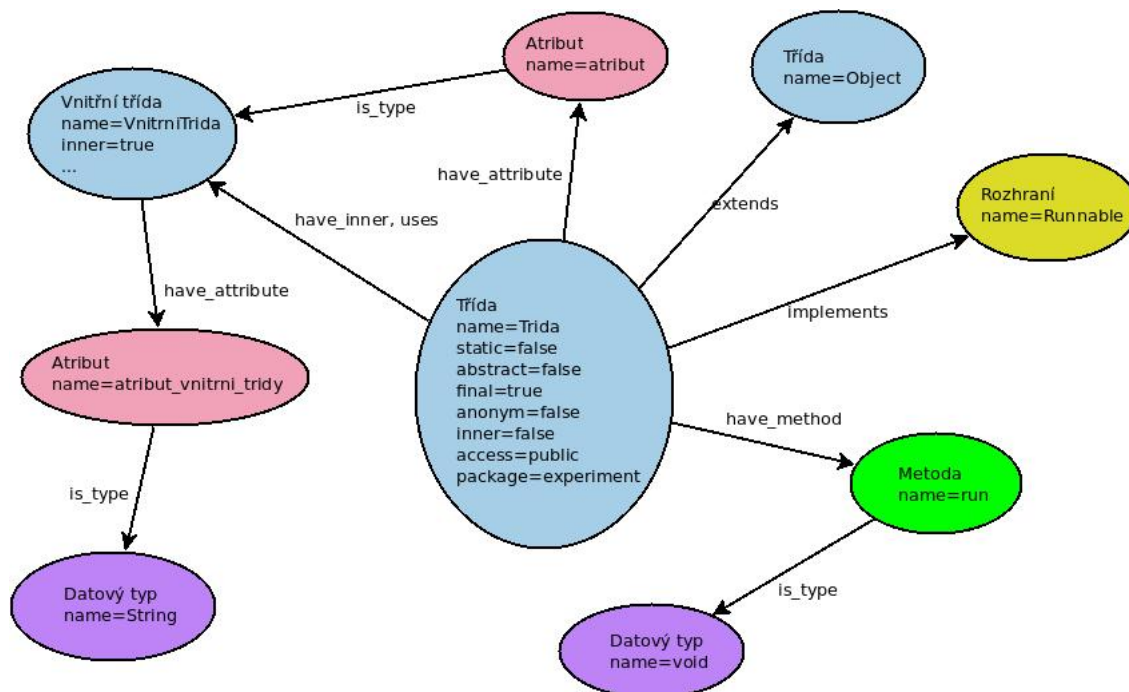 Atribut
name=atribut
Třída
name=Object
Vnitřní třída
name=VnitrniTrida
inner=true
...
is_type
have_attribute
Rozhraní
name=Runnable
extends
have_inner, uses
have_attribute
implements
Třída
name=Trida
static=false
abstract=false
final=true
anonym=false
inner=false
access=public
package=experiment
Atribut
name=atribut_vnitrni_tridy
have_method
is_type
Metoda
name=run
Datový typ
name=String
is_type
Datový typ
name=void